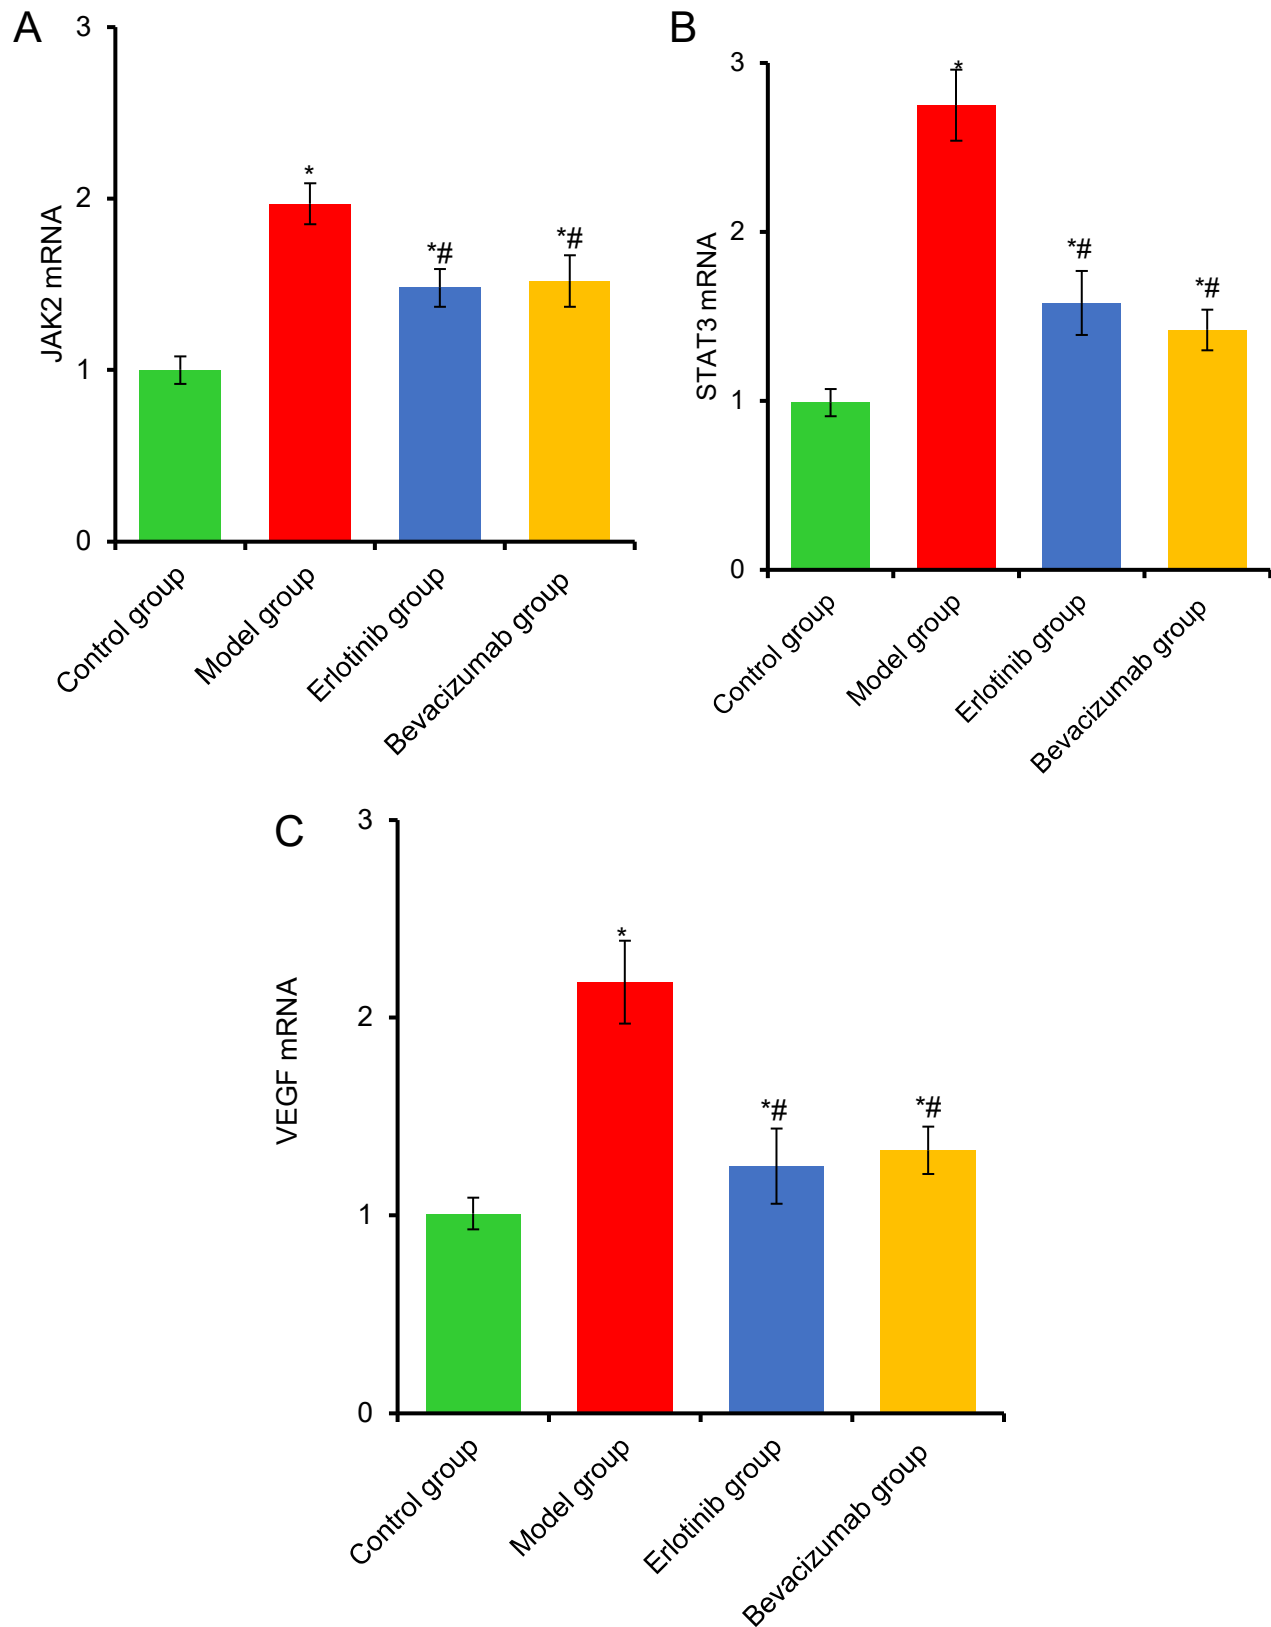 A
3
2
1
0
JAK2 mRNA
*
*#
*#
Control group
Model group
Erlotinib group
Bevacizumab group
B
3
2
1
0
STAT3 mRNA
*
*#
*#
Control group
Model group
Erlotinib group
Bevacizumab group
C
3
2
1
0
VEGF mRNA
*
*#
*#
Control group
Model group
Erlotinib group
Bevacizumab group